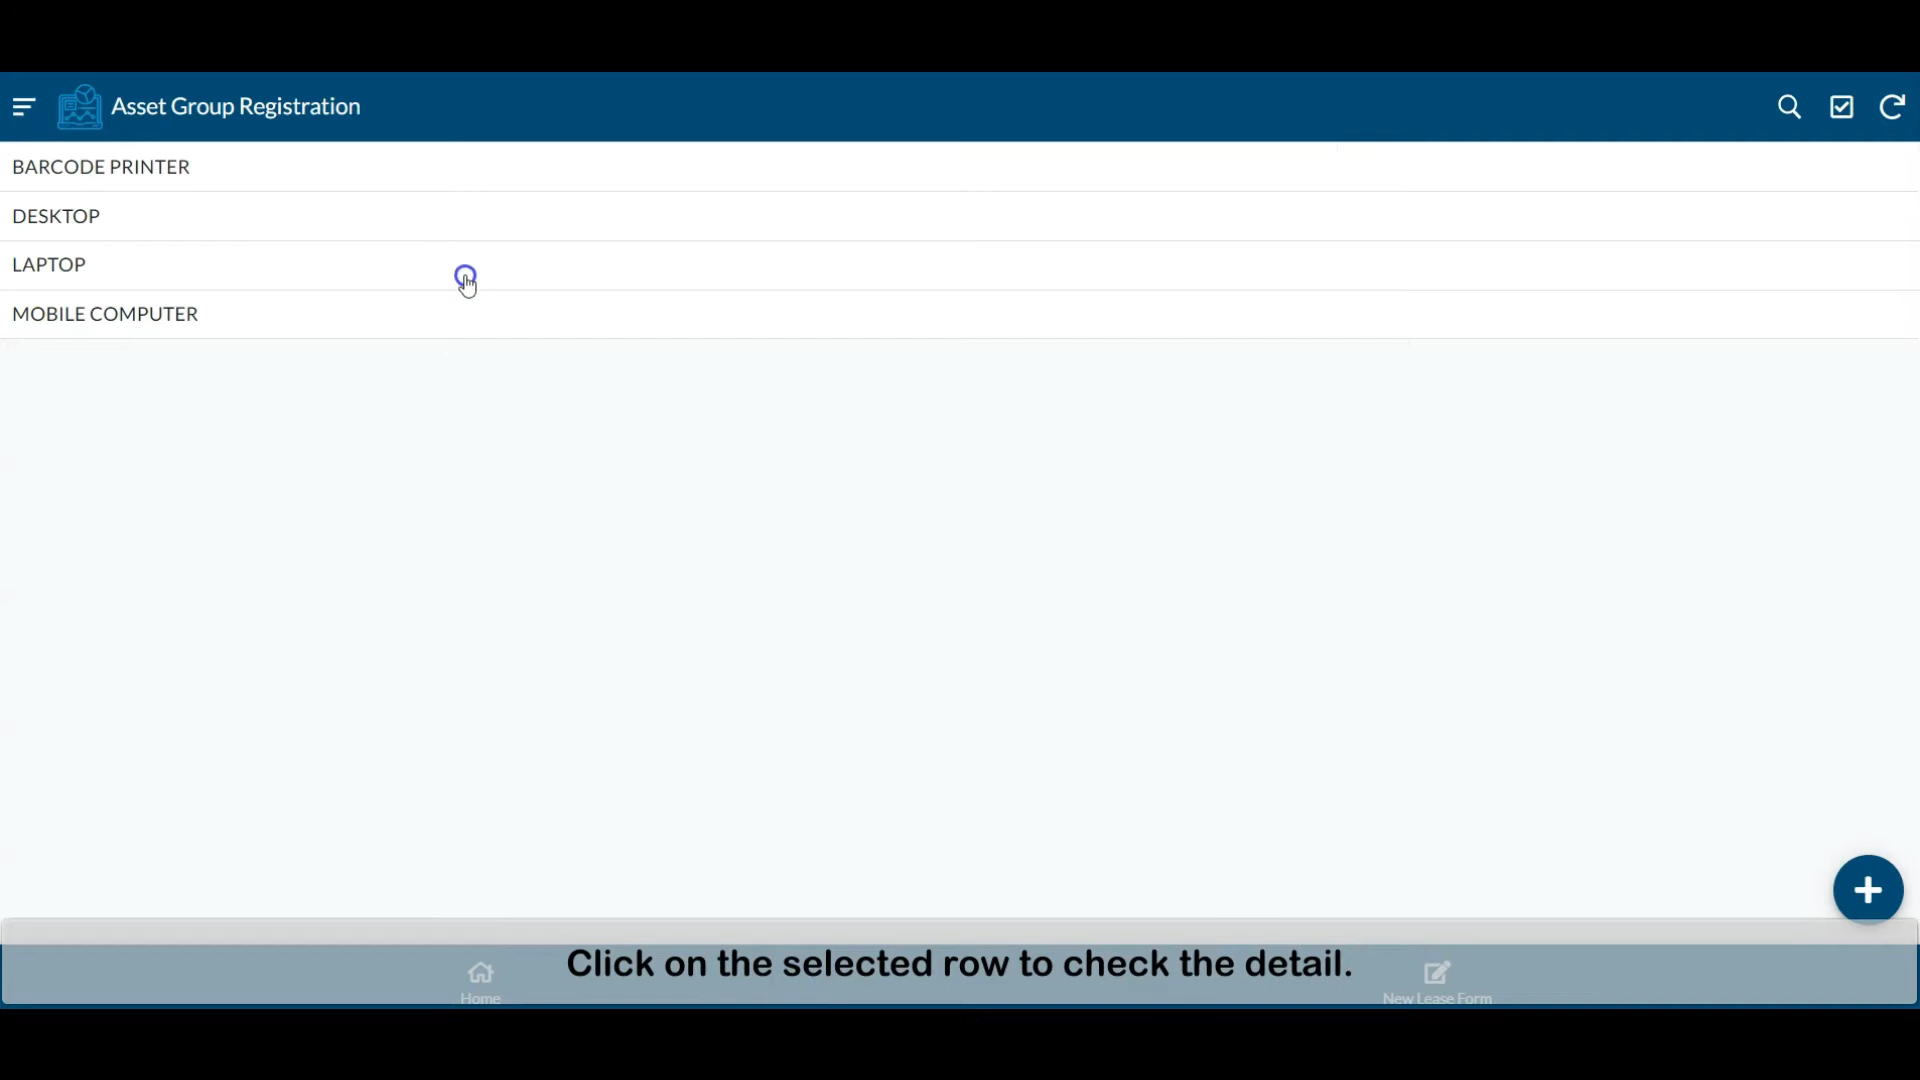 Asset Group Registration
BARCODE PRINTER
DESKTOP
LAPTOP
MOBILE COMPUTER
Click on the selected row to check the detail.
Home
New Lease Form